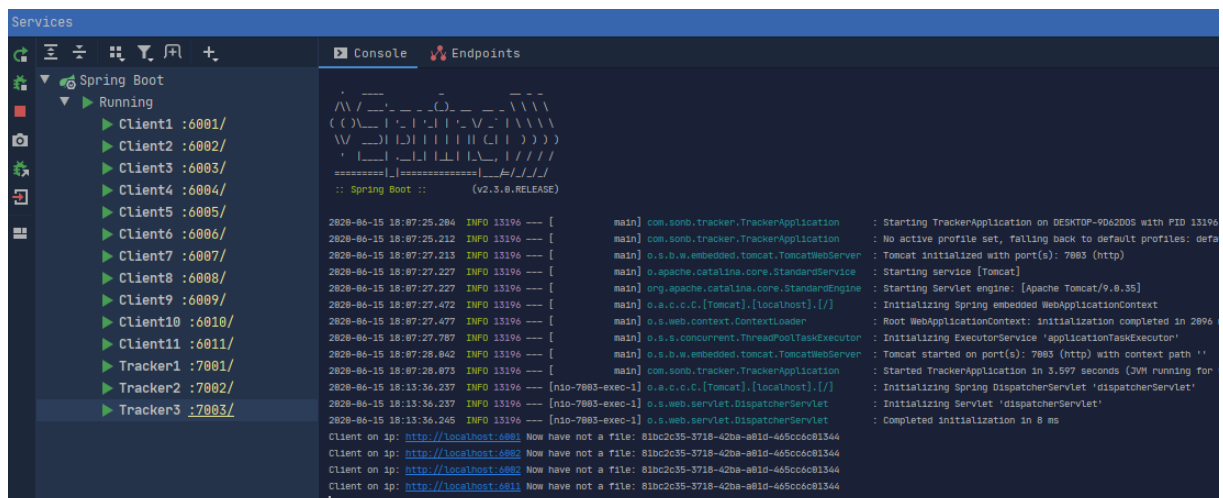 Services
Console
Endpoints
Spring Boot
Running
Client1 :6001/
Client2 :6002/
Client3 :6003/
Client4 :6004/
Client5 :6005/
Client6 :6006/
Client7 :6007/
Client8 :6008/
Client9 :6009/
Client10 :6010/
Client11 :6011/
Tracker1 :7001/
Tracker2 :7002/
Tracker3 :7003/
:: Spring Boot ::        (v2.3.0.RELEASE)
2020-06-15 18:07:25.204  INFO 13196 --- [           main] com.sonb.tracker.TrackerApplication      : Starting TrackerApplication on DESKTOP-9D62DOS with PID 13196
2020-06-15 18:07:25.212  INFO 13196 --- [           main] com.sonb.tracker.TrackerApplication      : No active profile set, falling back to default profiles: defa
2020-06-15 18:07:27.213  INFO 13196 --- [           main] o.s.b.w.embedded.tomcat.TomcatWebServer  : Tomcat initialized with port(s): 7003 (http)
2020-06-15 18:07:27.227  INFO 13196 --- [           main] o.apache.catalina.core.StandardService   : Starting service [Tomcat]
2020-06-15 18:07:27.227  INFO 13196 --- [           main] org.apache.catalina.core.StandardEngine  : Starting Servlet engine: [Apache Tomcat/9.0.35]
2020-06-15 18:07:27.472  INFO 13196 --- [           main] o.a.c.c.C.[Tomcat].[localhost].[/]       : Initializing Spring embedded WebApplicationContext
2020-06-15 18:07:27.477  INFO 13196 --- [           main] o.s.web.context.ContextLoader            : Root WebApplicationContext: initialization completed in 2096
2020-06-15 18:07:27.787  INFO 13196 --- [           main] o.s.s.concurrent.ThreadPoolTaskExecutor  : Initializing ExecutorService 'applicationTaskExecutor'
2020-06-15 18:07:28.042  INFO 13196 --- [           main] o.s.b.w.embedded.tomcat.TomcatWebServer  : Tomcat started on port(s): 7003 (http) with context path ''
2020-06-15 18:07:28.073  INFO 13196 --- [           main] com.sonb.tracker.TrackerApplication      : Started TrackerApplication in 3.597 seconds (JVM running for
2020-06-15 18:13:36.237  INFO 13196 --- [nio-7003-exec-1] o.a.c.c.C.[Tomcat].[localhost].[/]       : Initializing Spring DispatcherServlet 'dispatcherServlet'
2020-06-15 18:13:36.237  INFO 13196 --- [nio-7003-exec-1] o.s.web.servlet.DispatcherServlet        : Initializing Servlet 'dispatcherServlet'
2020-06-15 18:13:36.245  INFO 13196 --- [nio-7003-exec-1] o.s.web.servlet.DispatcherServlet        : Completed initialization in 8 ms
Client on ip: http://localhost:6001 Now have not a file: 81bc2c35-3718-42ba-a01d-465cc6c01344
Client on ip: http://localhost:6002 Now have not a file: 81bc2c35-3718-42ba-a01d-465cc6c01344
Client on ip: http://localhost:6002 Now have not a file: 81bc2c35-3718-42ba-a01d-465cc6c01344
Client on ip: http://localhost:6011 Now have not a file: 81bc2c35-3718-42ba-a01d-465cc6c01344